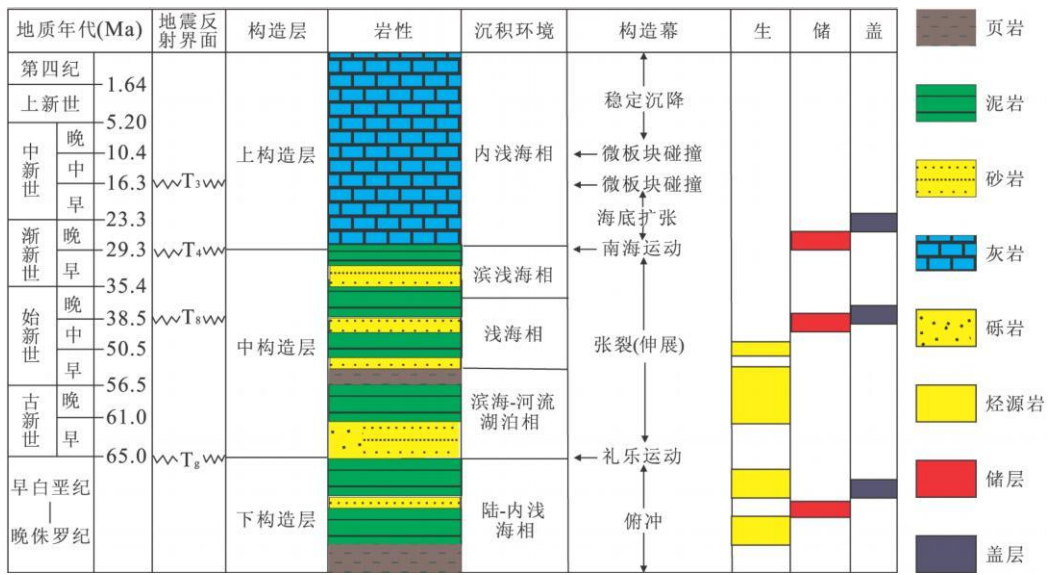 地质年代(Ma)
地震反
射界面
构造层
岩性
沉积环境
构造幕
生
储
盖
第四纪
1.64
上新世
5.20
中新世
晚
10.4
中
16.3
早
23.3
渐新世
晚
29.3
早
35.4
始新世
晚
38.5
中
50.5
早
56.5
古新世
晚
61.0
早
65.0
早白垩纪
晚侏罗纪
T3
T4
T8
Tg
上构造层
中构造层
下构造层
内浅海相
滨浅海相
浅海相
滨海-河流
湖泊相
陆-内浅
海相
稳定沉降
微板块碰撞
微板块碰撞
海底扩张
南海运动
张裂(伸展)
礼乐运动
俯冲
页岩
泥岩
砂岩
灰岩
砾岩
烃源岩
储层
盖层